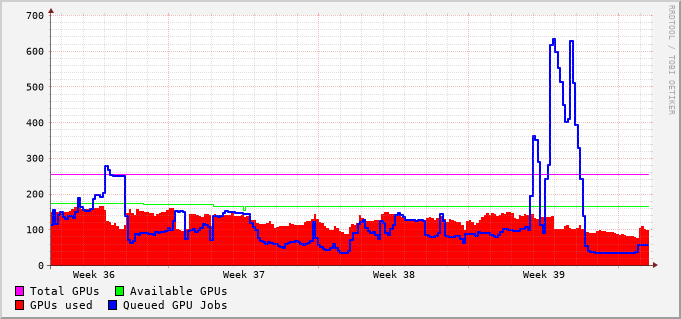 700
600
500
400
300
200
100
0
Week 36 Week 37 Week 38 Week 39
Total GPUs Available GPUs
GPUs used Queued GPU Jobs
RRDTOOL / TOBI OETIKER